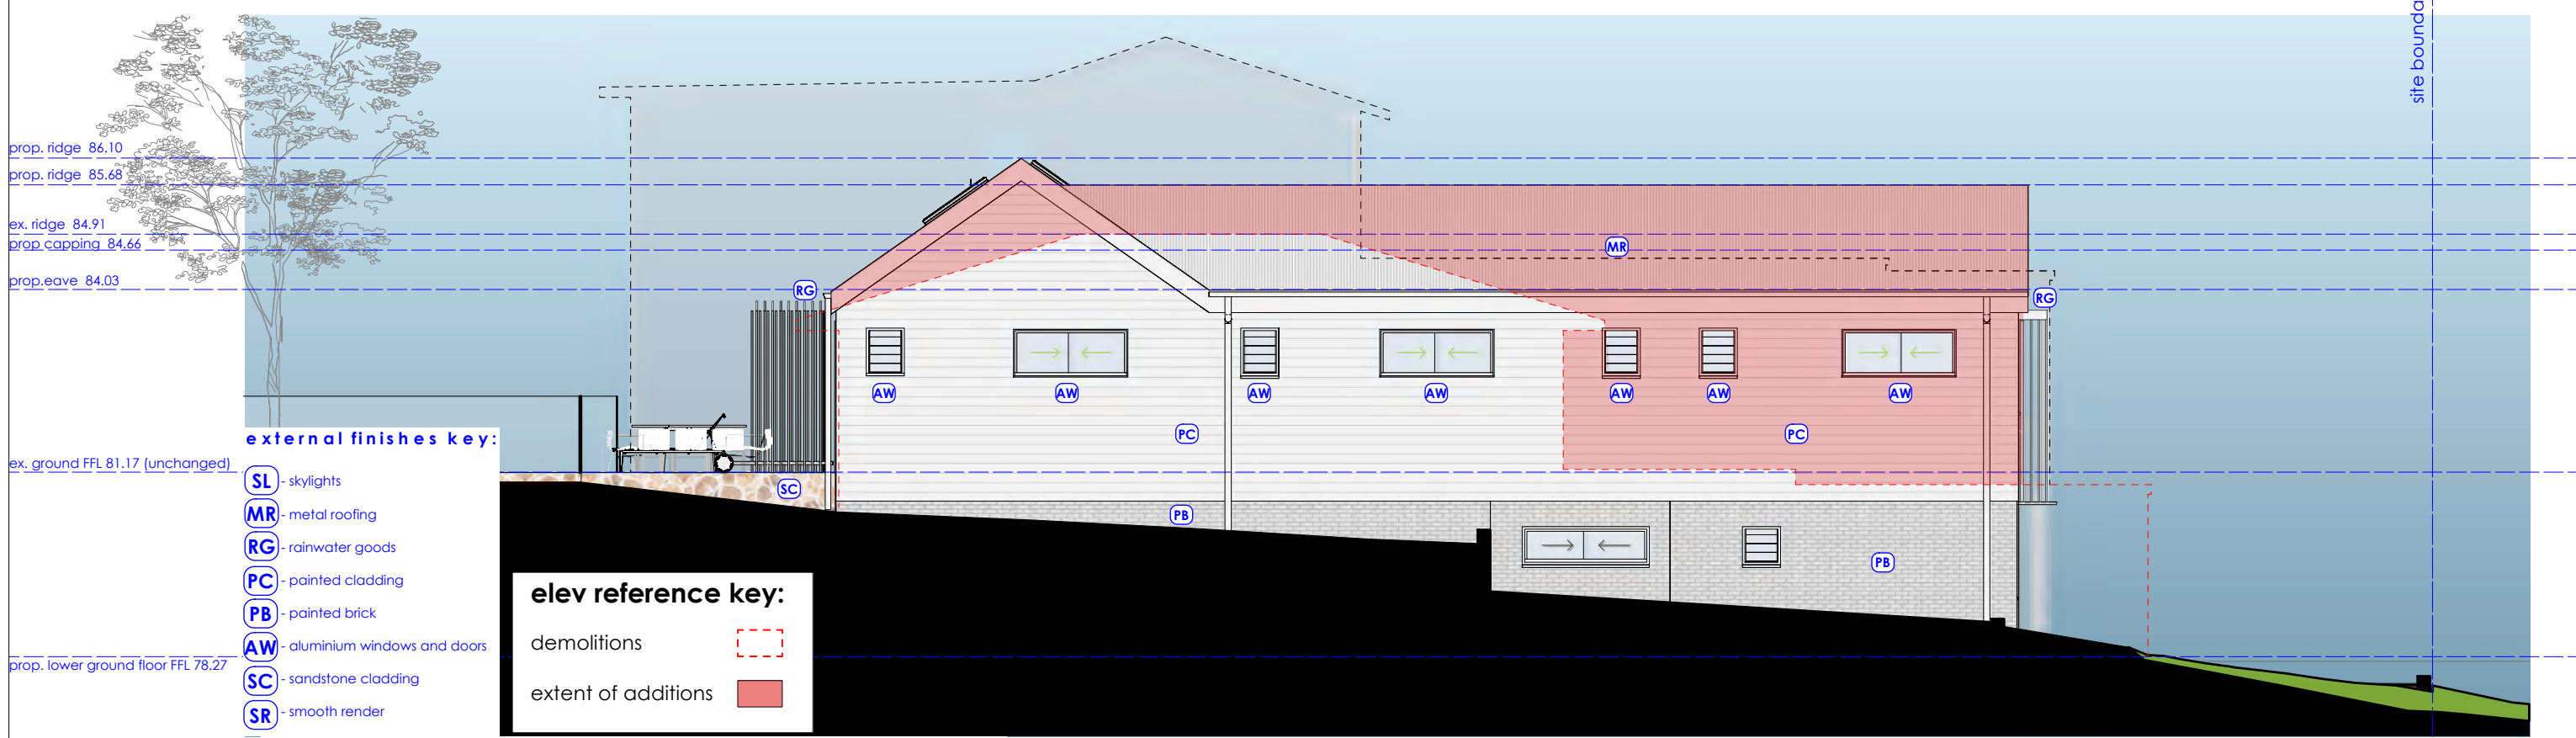 site bounda
prop. ridge 86.10
prop. ridge 85.68
ex. ridge 84.91
prop capping 84.66
prop.eave 84.03
ex. ground FFL 81.17 (unchanged)
prop. lower ground floor FFL 78.27
MR
RG
RG
AW
AW
AW
AW
AW
AW
AW
PC
PC
SC
PB
PB
external finishes key:
SL - skylights
MR - metal roofing
RG - rainwater goods
PC - painted cladding
PB - painted brick
AW - aluminium windows and doors
SC - sandstone cladding
SR - smooth render
elev reference key:
demolitions
extent of additions